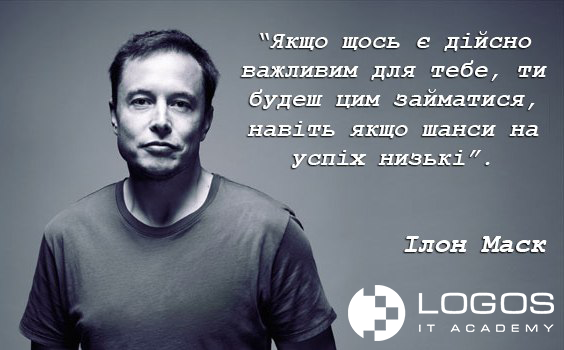 “Якщо щось є дійсно
важливим для тебе, ти
будеш цим займатися,
навіть якщо шанси на
успіх низькі”.
Ілон Маск
LOGOS
IT ACADEMY